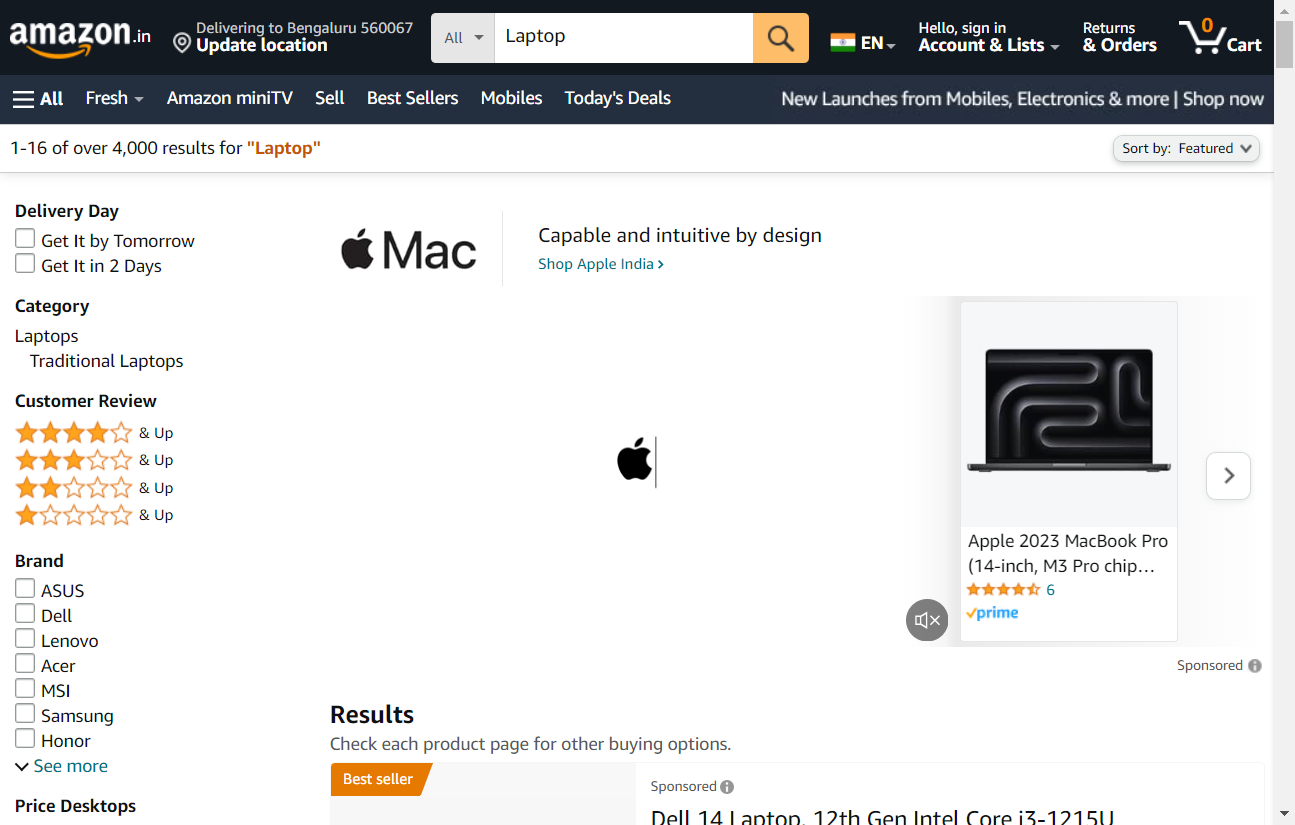 amazon.in
Delivering to Bengaluru 560067
Update location
All
Laptop
EN
Hello, sign in
Account & Lists
Returns
& Orders
0
Cart
All
Fresh
Amazon miniTV
Sell
Best Sellers
Mobiles
Today's Deals
New Launches from Mobiles, Electronics & more | Shop now
1-16 of over 4,000 results for "Laptop"
Sort by: Featured
Delivery Day
Get It by Tomorrow
Get It in 2 Days
Category
Laptops
Traditional Laptops
Customer Review
& Up
& Up
& Up
& Up
Brand
ASUS
Dell
Lenovo
Acer
MSI
Samsung
Honor
See more
Price Desktops
Mac
Capable and intuitive by design
Shop Apple India
Apple 2023 MacBook Pro
(14-inch, M3 Pro chip…
6
prime
Sponsored
Results
Check each product page for other buying options.
Best seller
Sponsored
Dell 14 Laptop, 12th Gen Intel Core i3-1215U